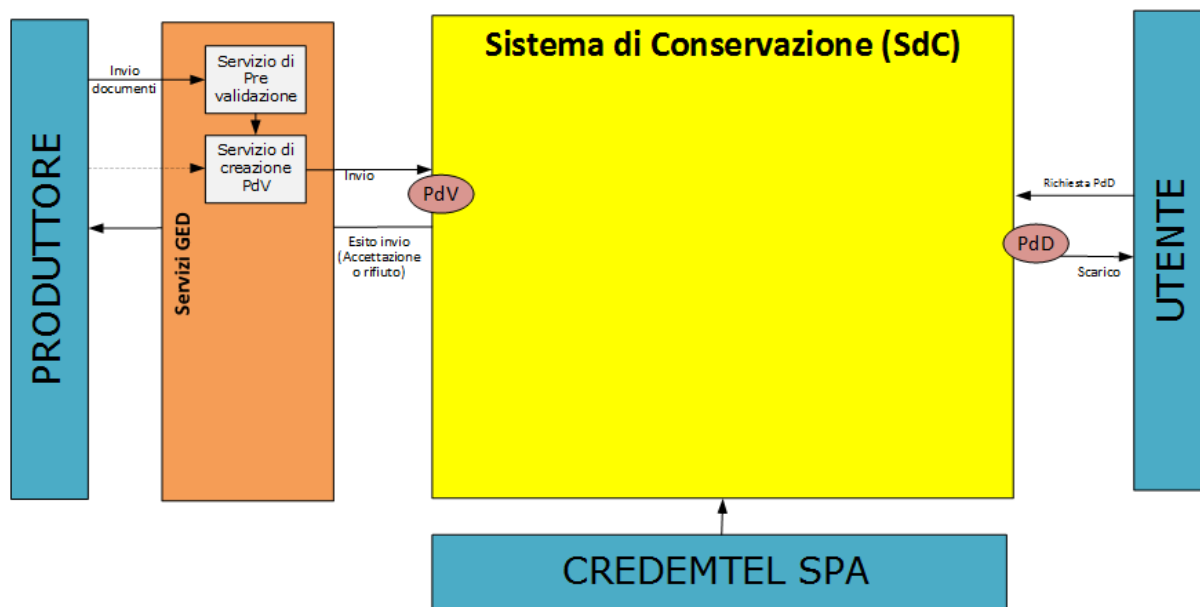 Sistema di Conservazione (SdC)
PRODUTTORE
Invio
documenti
Servizi GED
Servizio di
Pre
validazione
Servizio di
creazione
PdV
Invio
PdV
Esito invio
(Accettazione
o rifiuto)
Richiesta PdD
PdD
Scarico
UTENTE
CREDEMTEL SPA